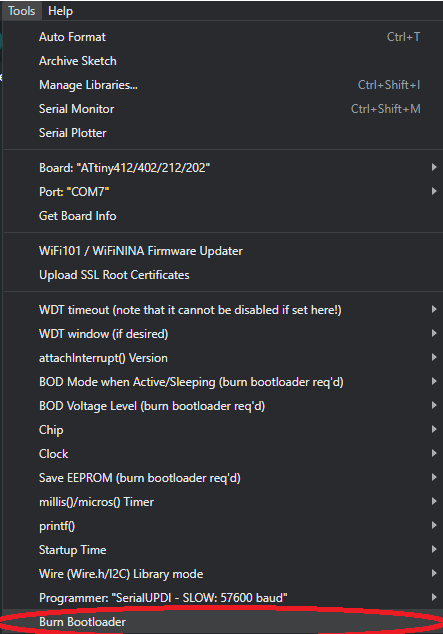 Tools Help
Auto Format Ctrl+T
Archive Sketch
Manage Libraries... Ctrl+Shift+I
Serial Monitor Ctrl+Shift+M
Serial Plotter
Board: "ATtiny412/402/212/202"
Port: "COM7"
Get Board Info
WiFi101 / WiFiNINA Firmware Updater
Upload SSL Root Certificates
WDT timeout (note that it cannot be disabled if set here!)
WDT window (if desired)
attachInterrupt() Version
BOD Mode when Active/Sleeping (burn bootloader req'd)
BOD Voltage Level (burn bootloader req'd)
Chip
Clock
Save EEPROM (burn bootloader req'd)
millis()/micros() Timer
printf()
Startup Time
Wire (Wire.h/I2C) Library mode
Programmer: "SerialUPDI - SLOW: 57600 baud"
Burn Bootloader